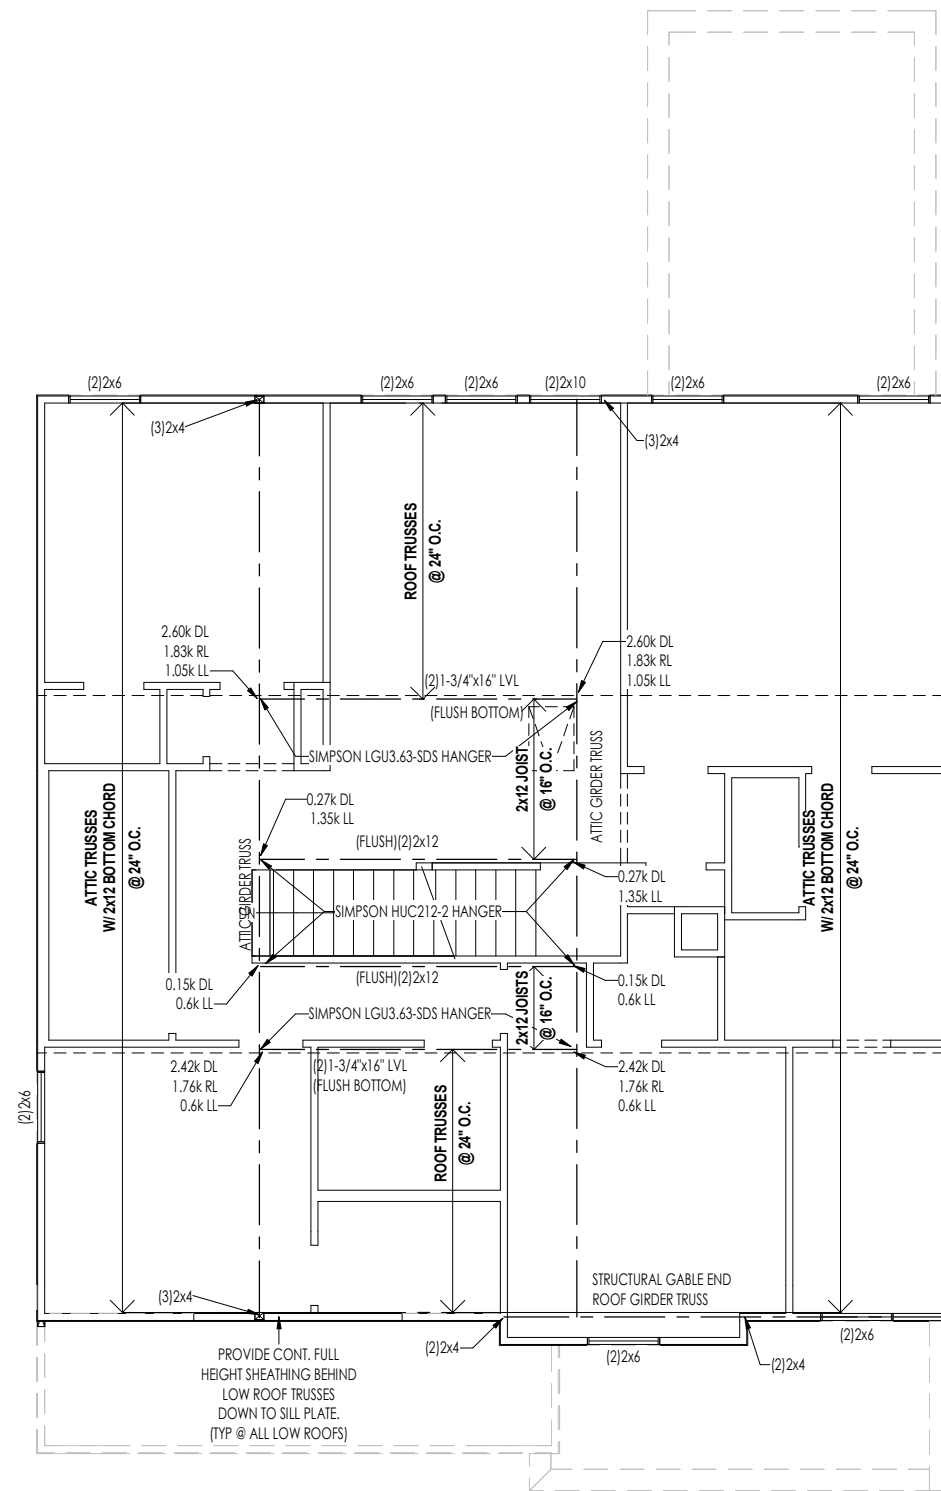 (2)2x6
(2)2x6
(2)2x6
(2)2x10
(2)2x6
(2)2x6
(3)2x4
(3)2x4
ROOF TRUSSES
@ 24" O.C.
2.60k DL
1.83k RL
1.05k LL
2.60k DL
1.83k RL
1.05k LL
(2)1-3/4"x16" LVL
(FLUSH BOTTOM)
SIMPSON LGU3.63-SDS HANGER
2x12 JOIST
@ 16" O.C.
ATTIC GIRDER TRUSS
0.27k DL
1.35k LL
(FLUSH)(2)2x12
ATTIC TRUSSES
W/ 2x12 BOTTOM CHORD
@ 24" O.C.
ATTIC TRUSSES
W/ 2x12 BOTTOM CHORD
@ 24" O.C.
ATTIC GIRDER TRUSS
0.27k DL
1.35k LL
SIMPSON HUC212-2 HANGER
0.15k DL
0.6k LL
(FLUSH)(2)2x12
0.15k DL
0.6k LL
2x12 JOISTS
@ 16" O.C.
SIMPSON LGU3.63-SDS HANGER
2.42k DL
1.76k RL
0.6k LL
(2)1-3/4"x16" LVL
(FLUSH BOTTOM)
2.42k DL
1.76k RL
0.6k LL
(2)2x6
ROOF TRUSSES
@ 24" O.C.
STRUCTURAL GABLE END
ROOF GIRDER TRUSS
(3)2x4
(2)2x4
(2)2x6
(2)2x4
(2)2x6
PROVIDE CONT. FULL
HEIGHT SHEATHING BEHIND
LOW ROOF TRUSSES
DOWN TO SILL PLATE.
(TYP @ ALL LOW ROOFS)